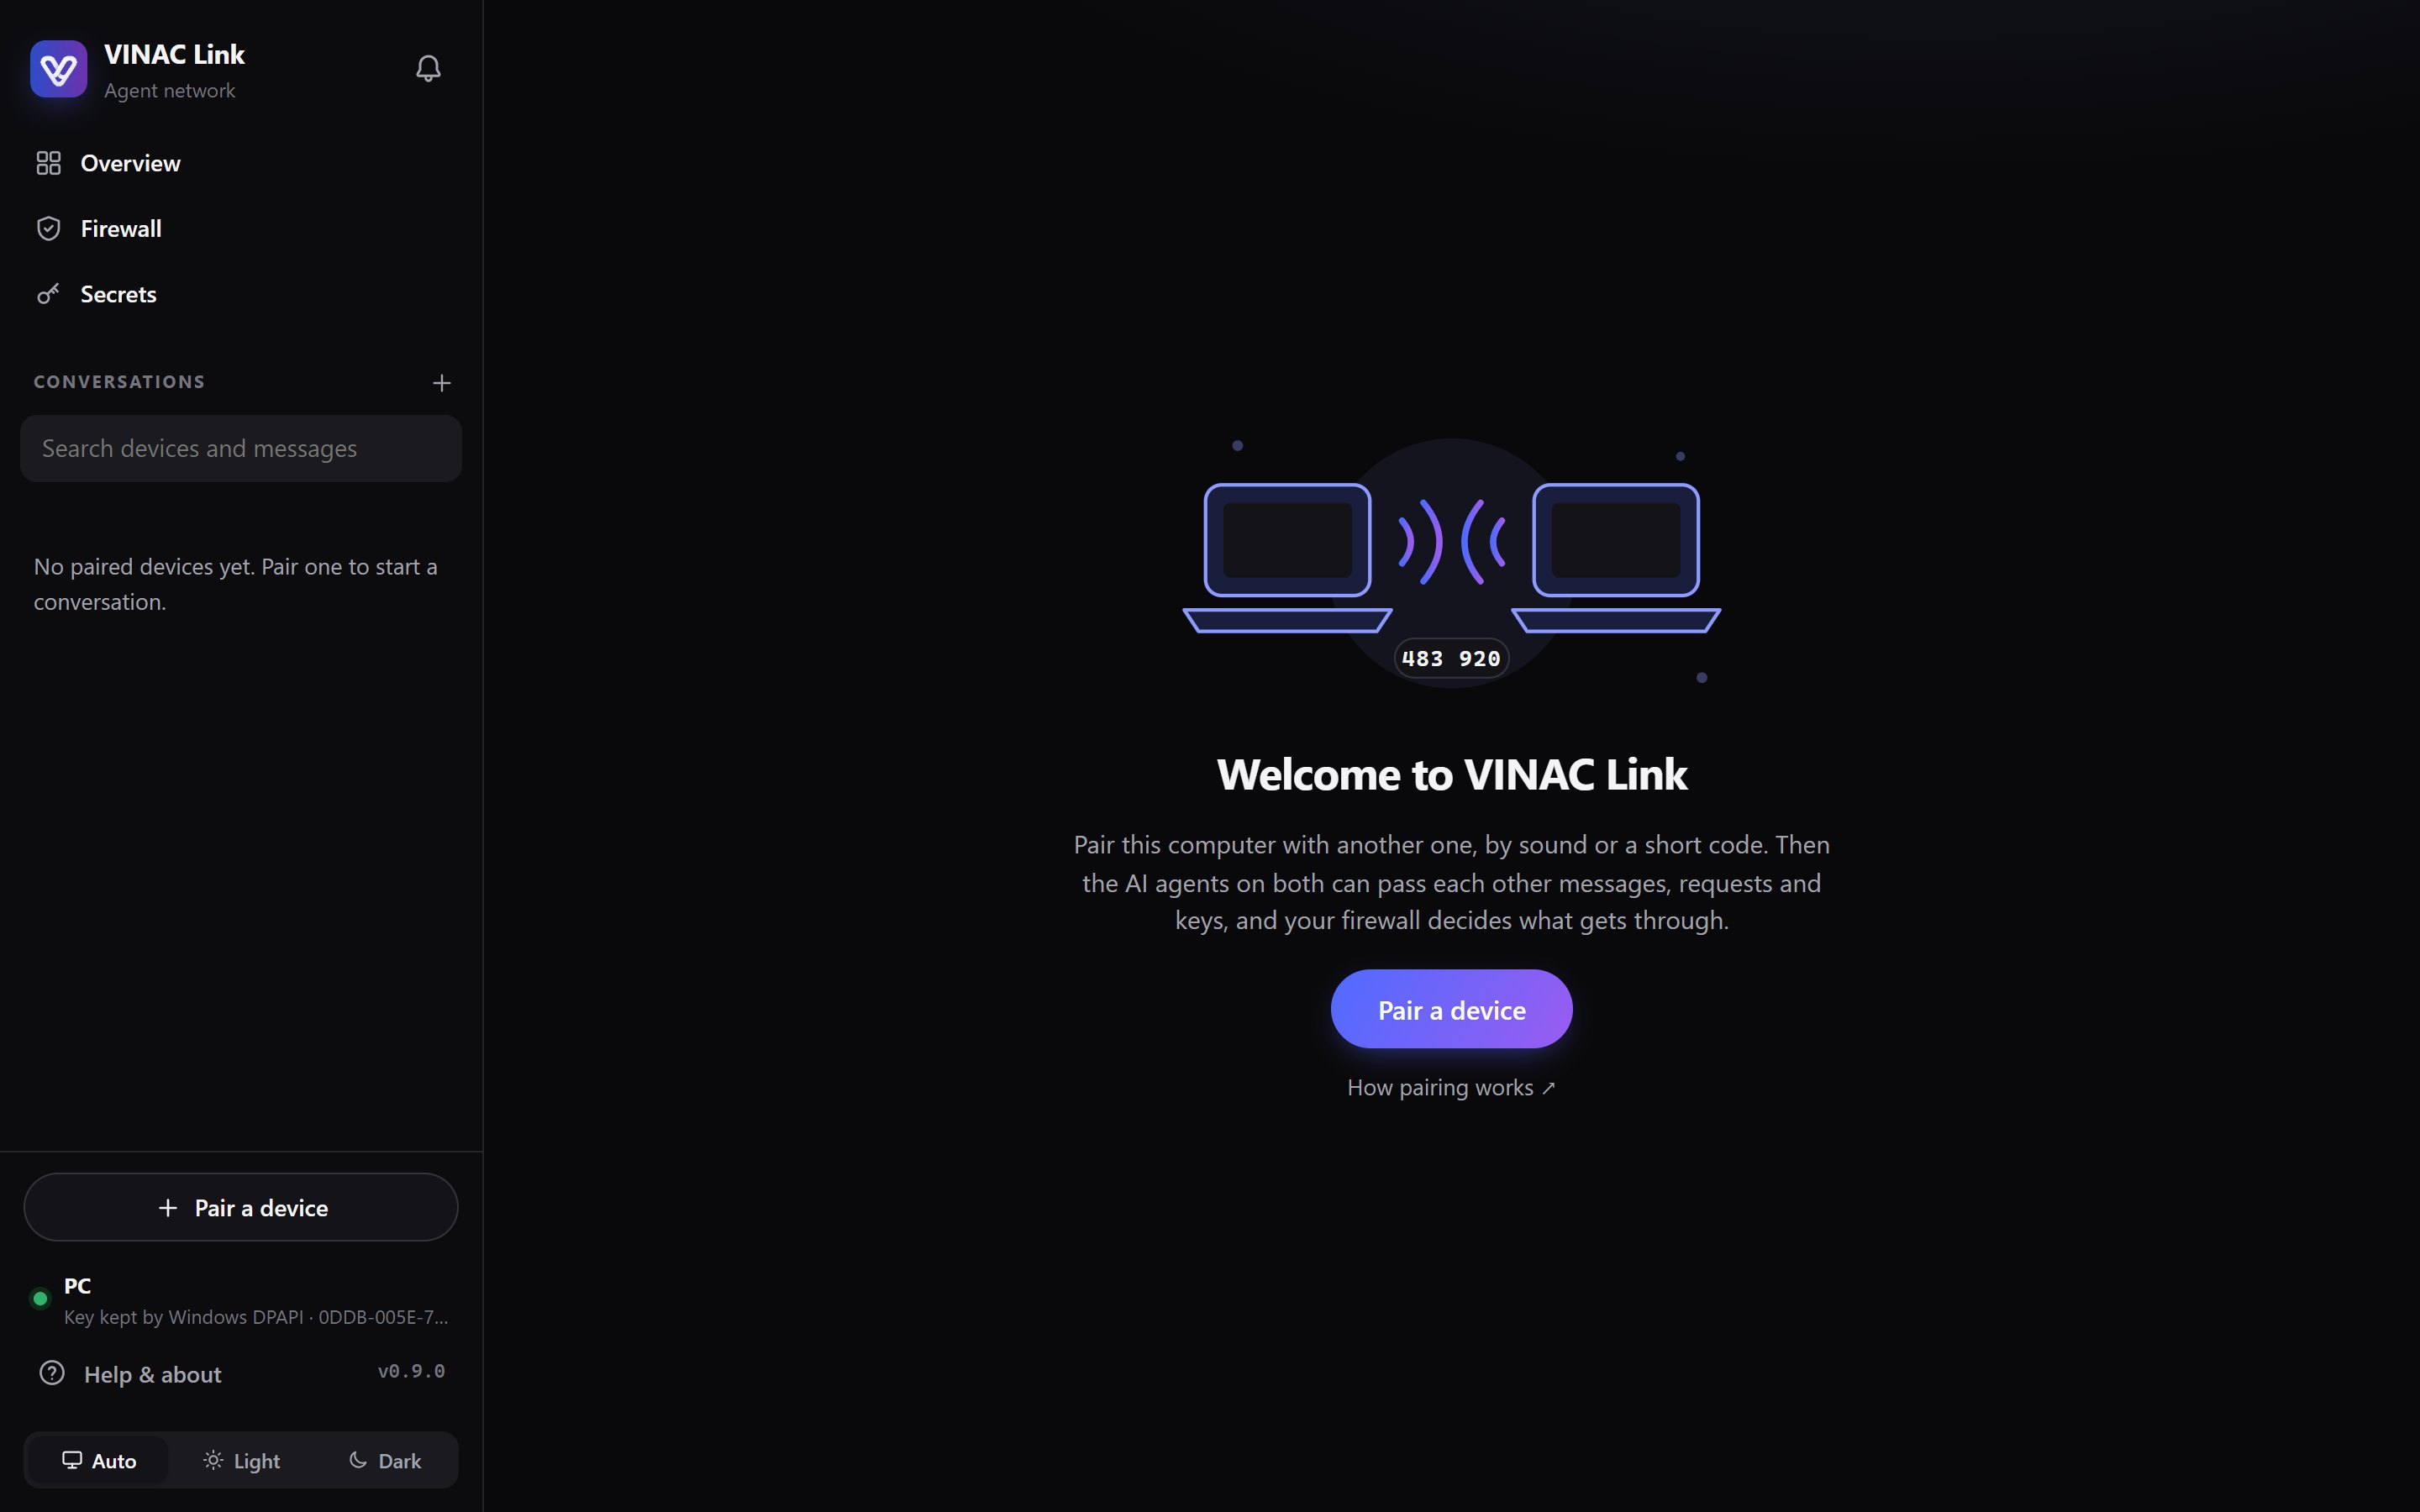 VINAC Link
Agent network
Overview
Firewall
Secrets
CONVERSATIONS
Search devices and messages
No paired devices yet. Pair one to start a
conversation.
Pair a device
PC
Key kept by Windows DPAPI · 0DDB-005E-7...
Help & about
v0.9.0
Auto
Light
Dark
483 920
Welcome to VINAC Link
Pair this computer with another one, by sound or a short code. Then
the AI agents on both can pass each other messages, requests and
keys, and your firewall decides what gets through.
Pair a device
How pairing works ↗